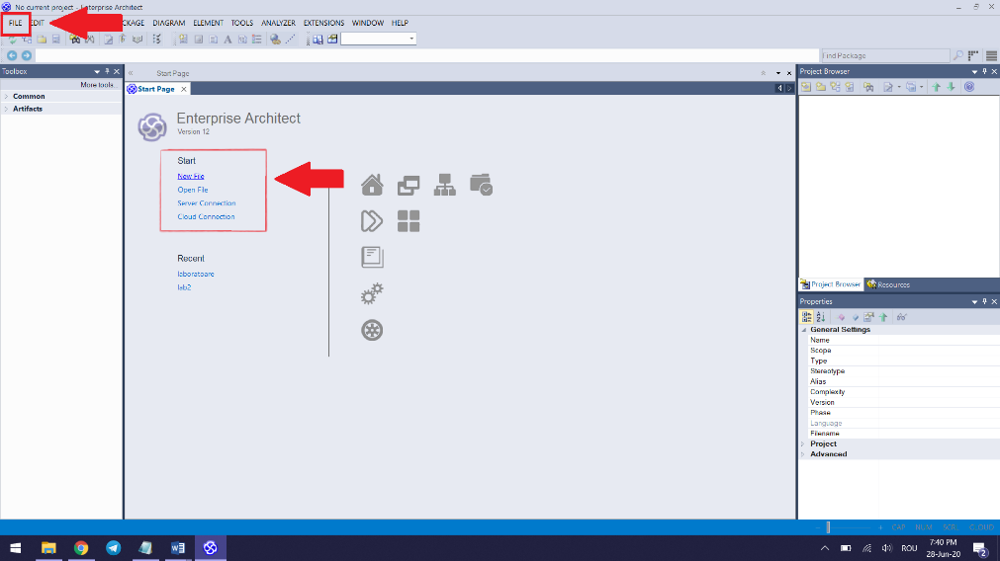 No current project - Enterprise Architect
FILE EDIT CKAGE DIAGRAM ELEMENT TOOLS ANALYZER EXTENSIONS WINDOW HELP
Find Package
Toolbox
More tools...
Common
Artifacts
Start Page
Start Page
Enterprise Architect
Version 12
Start
New File
Open File
Server Connection
Cloud Connection
Recent
laboratoare
lab2
Project Browser
Project Browser Resources
Properties
General Settings
Name
Scope
Type
Stereotype
Alias
Complexity
Version
Phase
Language
Filename
Project
Advanced
CAP NUM SCRL CLOUD
ROU
7:40 PM
28-Jun-20
2